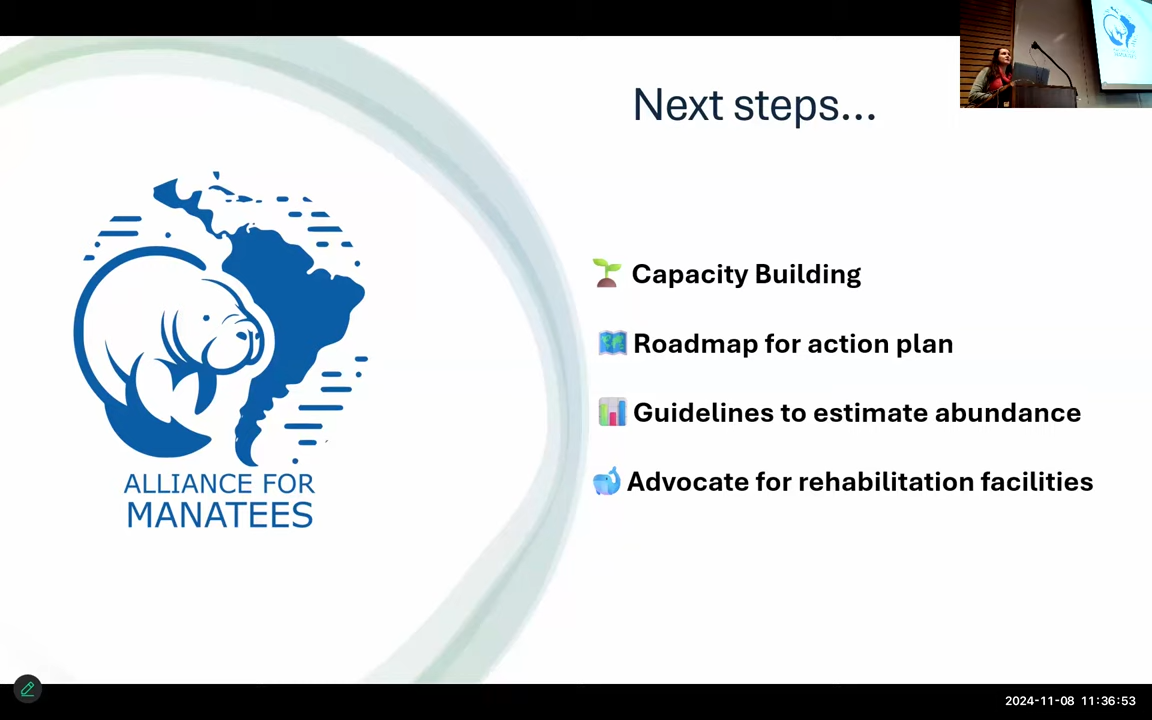 Next steps...
Capacity Building
Roadmap for action plan
Guidelines to estimate abundance
Advocate for rehabilitation facilities
ALLIANCE FOR
MANATEES
2024-11-08 11:36:53